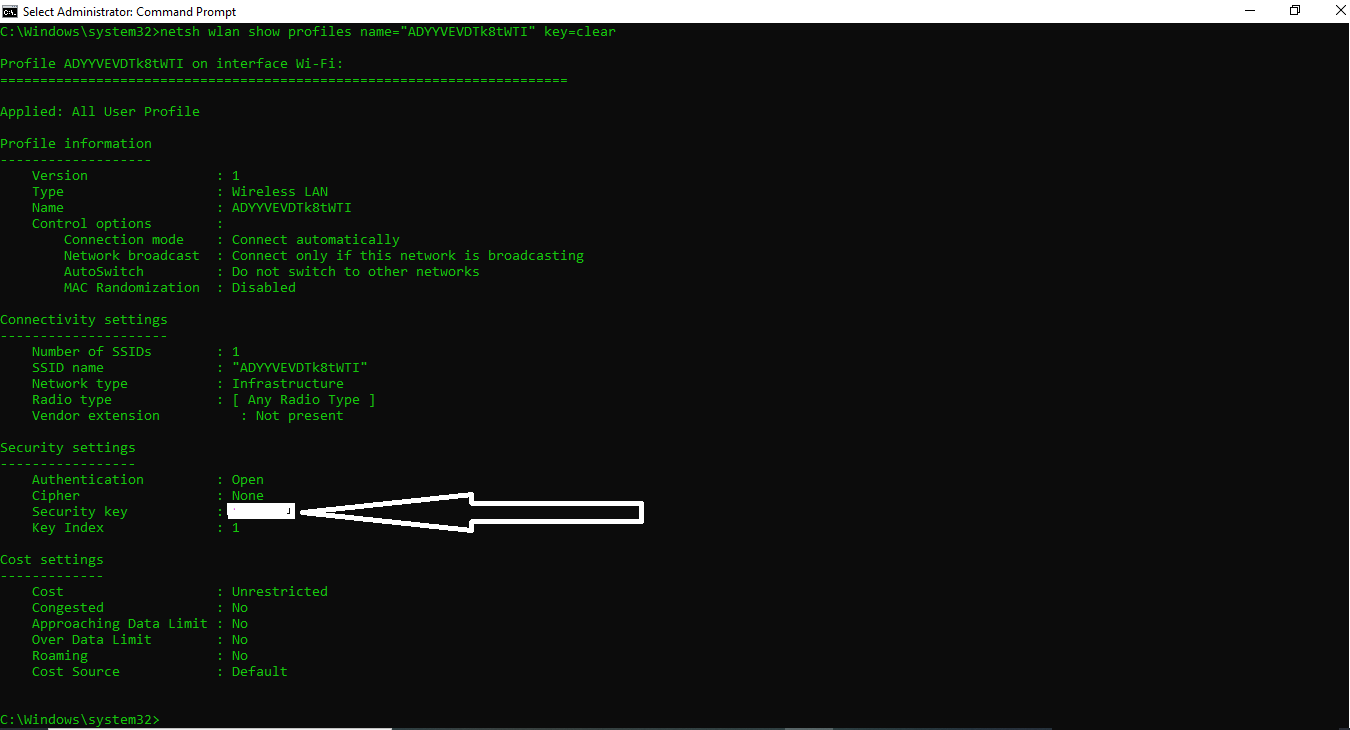 Select Administrator: Command Prompt
C:\Windows\system32>netsh wlan show profiles name="ADYYVEVDTk8tWTI" key=clear
Profile ADYYVEVDTk8tWTI on interface Wi-Fi:
=======================================================================
Applied: All User Profile
Profile information
-------------------
Version : 1
Type : Wireless LAN
Name : ADYYVEVDTk8tWTI
Control options :
Connection mode : Connect automatically
Network broadcast : Connect only if this network is broadcasting
AutoSwitch : Do not switch to other networks
MAC Randomization : Disabled
Connectivity settings
---------------------
Number of SSIDs : 1
SSID name : "ADYYVEVDTk8tWTI"
Network type : Infrastructure
Radio type : [ Any Radio Type ]
Vendor extension : Not present
Security settings
-----------------
Authentication : Open
Cipher : None
Security key :
Key Index : 1
Cost settings
-------------
Cost : Unrestricted
Congested : No
Approaching Data Limit : No
Over Data Limit : No
Roaming : No
Cost Source : Default
C:\Windows\system32>